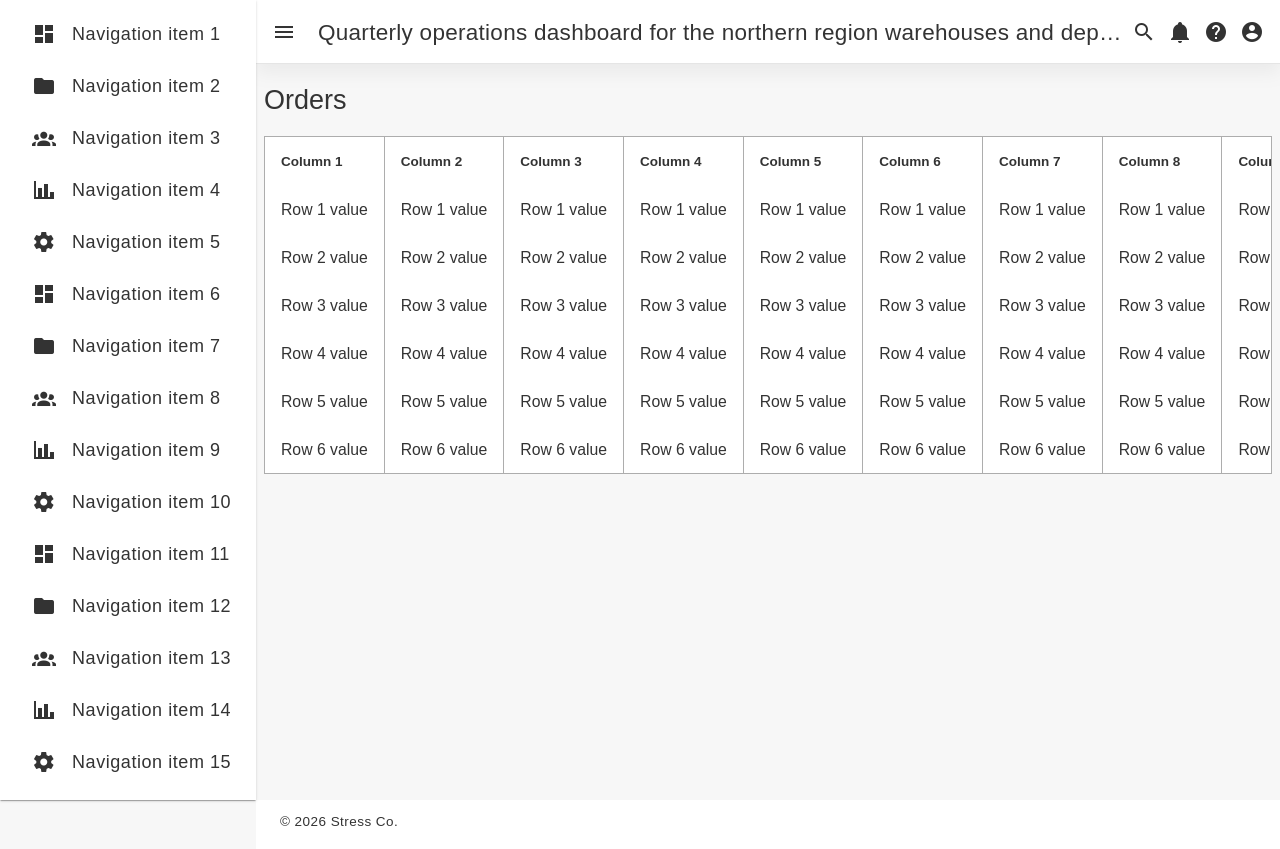 Navigation item 1
Navigation item 2
Navigation item 3
Navigation item 4
Navigation item 5
Navigation item 6
Navigation item 7
Navigation item 8
Navigation item 9
Navigation item 10
Navigation item 11
Navigation item 12
Navigation item 13
Navigation item 14
Navigation item 15
Quarterly operations dashboard for the northern region warehouses and dep…
Orders
Column 1 Column 2 Column 3 Column 4 Column 5 Column 6 Column 7 Column 8
Row 1 value Row 1 value Row 1 value Row 1 value Row 1 value Row 1 value Row 1 value Row 1 value Row
Row 2 value Row 2 value Row 2 value Row 2 value Row 2 value Row 2 value Row 2 value Row 2 value Row
Row 3 value Row 3 value Row 3 value Row 3 value Row 3 value Row 3 value Row 3 value Row 3 value Row
Row 4 value Row 4 value Row 4 value Row 4 value Row 4 value Row 4 value Row 4 value Row 4 value Row
Row 5 value Row 5 value Row 5 value Row 5 value Row 5 value Row 5 value Row 5 value Row 5 value Row
Row 6 value Row 6 value Row 6 value Row 6 value Row 6 value Row 6 value Row 6 value Row 6 value Row
© 2026 Stress Co.